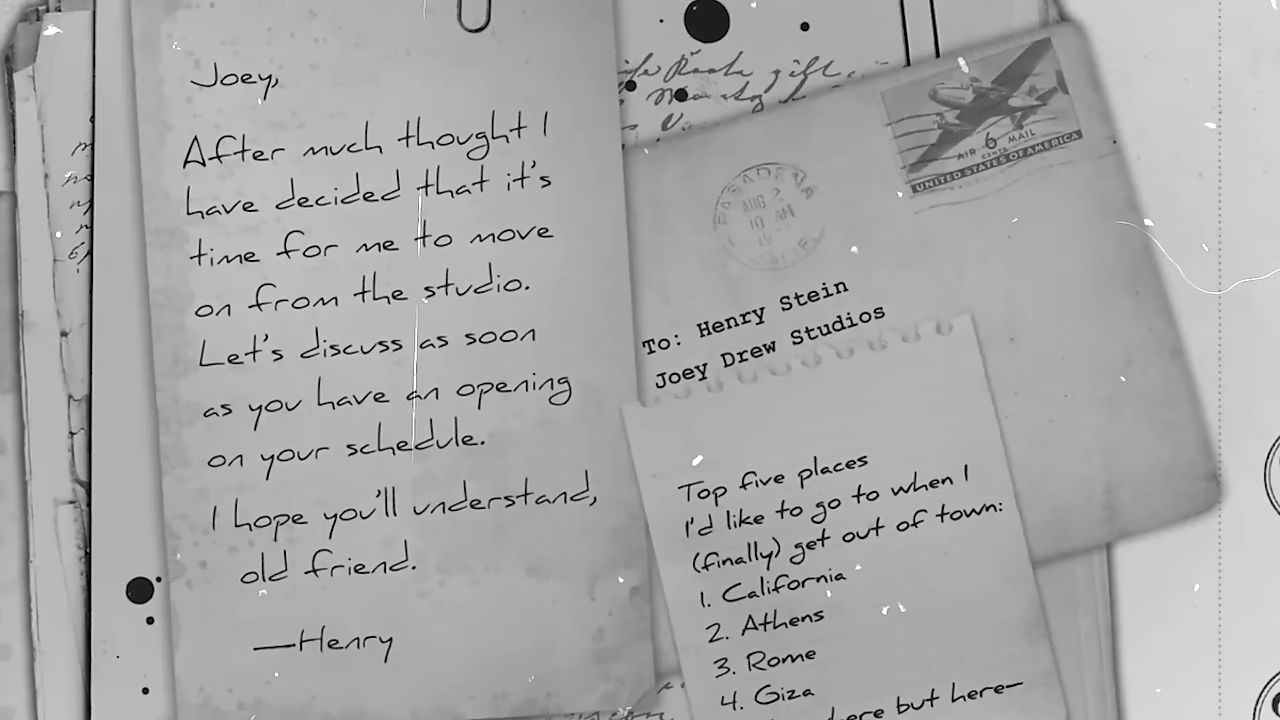 Joey,
After much thought I
have decided that it's
time for me to move
on from the studio.
Let's discuss as soon
as you have an opening
on your schedule.
I hope you'll understand,
old friend.
—Henry
gift
AIR 6 MAIL
CENTS
UNITED STATES OF AMERICA
PASADENA
AUG 2
10 AM
To: Henry Stein
Joey Drew Studios
Top five places
I'd like to go to when I
(finally) get out of town:
1. California
2. Athens
3. Rome
4. Giza
but here—